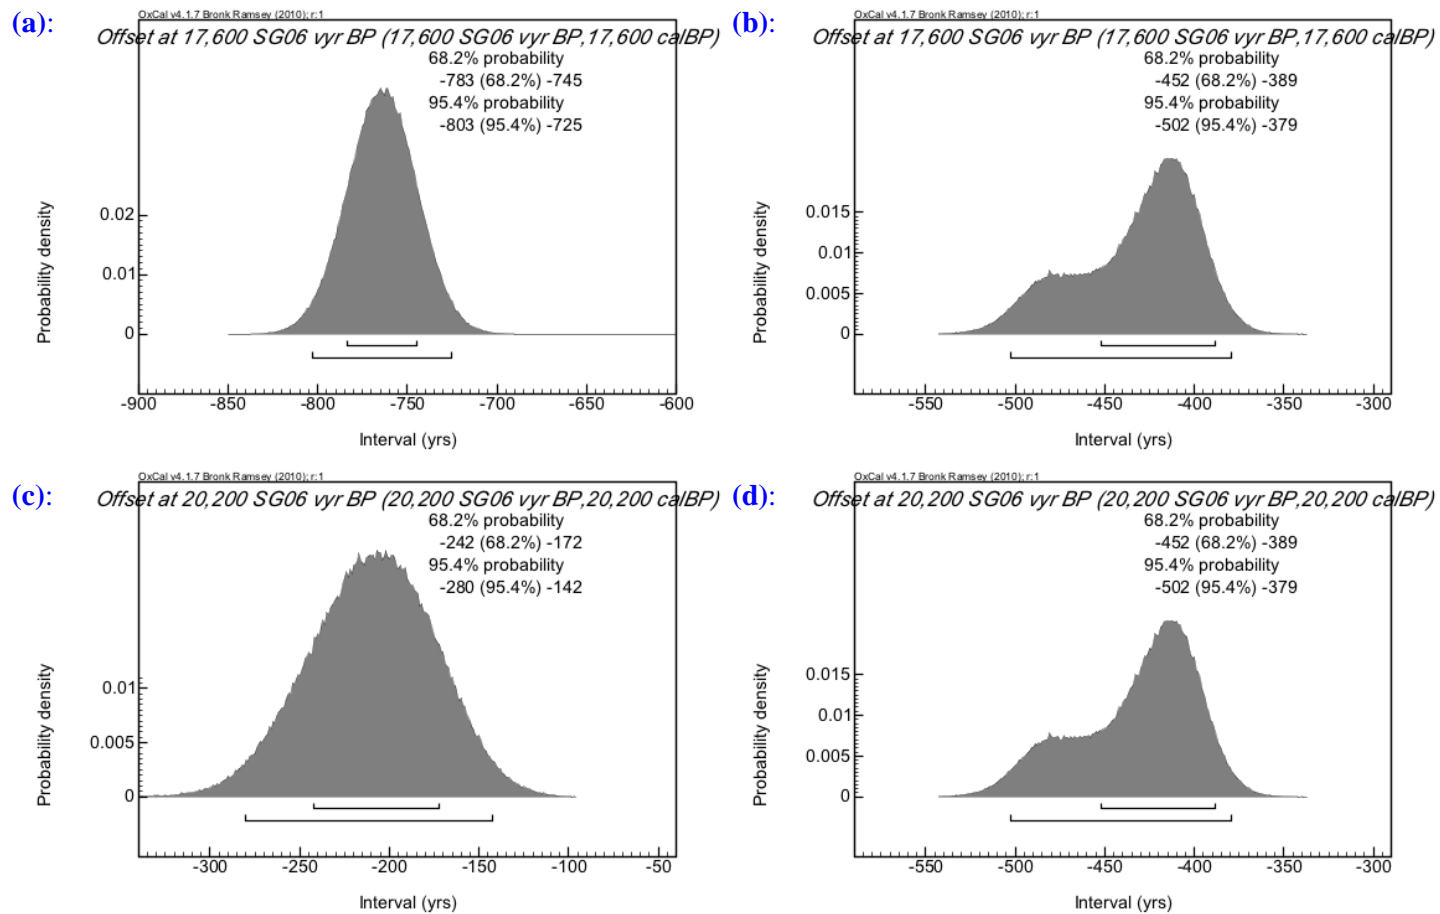 (a):
OxCal v4.1.7 Bronk Ramsey (2010); r:1
Offset at 17,600 SG06 vyr BP (17,600 SG06 vyr BP,17,600 calBP)
68.2% probability
-783 (68.2%) -745
95.4% probability
-803 (95.4%) -725
Probability density
0.02
0.01
0
-900 -850 -800 -750 -700 -650 -600
Interval (yrs)
(b):
OxCal v4.1.7 Bronk Ramsey (2010); r:1
Offset at 17,600 SG06 vyr BP (17,600 SG06 vyr BP,17,600 calBP)
68.2% probability
-452 (68.2%) -389
95.4% probability
-502 (95.4%) -379
Probability density
0.015
0.01
0.005
0
-550 -500 -450 -400 -350 -300
Interval (yrs)
(c):
OxCal v4.1.7 Bronk Ramsey (2010); r:1
Offset at 20,200 SG06 vyr BP (20,200 SG06 vyr BP,20,200 calBP)
68.2% probability
-242 (68.2%) -172
95.4% probability
-280 (95.4%) -142
Probability density
0.01
0.005
0
-300 -250 -200 -150 -100 -50
Interval (yrs)
(d):
OxCal v4.1.7 Bronk Ramsey (2010); r:1
Offset at 20,200 SG06 vyr BP (20,200 SG06 vyr BP,20,200 calBP)
68.2% probability
-452 (68.2%) -389
95.4% probability
-502 (95.4%) -379
Probability density
0.015
0.01
0.005
0
-550 -500 -450 -400 -350 -300
Interval (yrs)